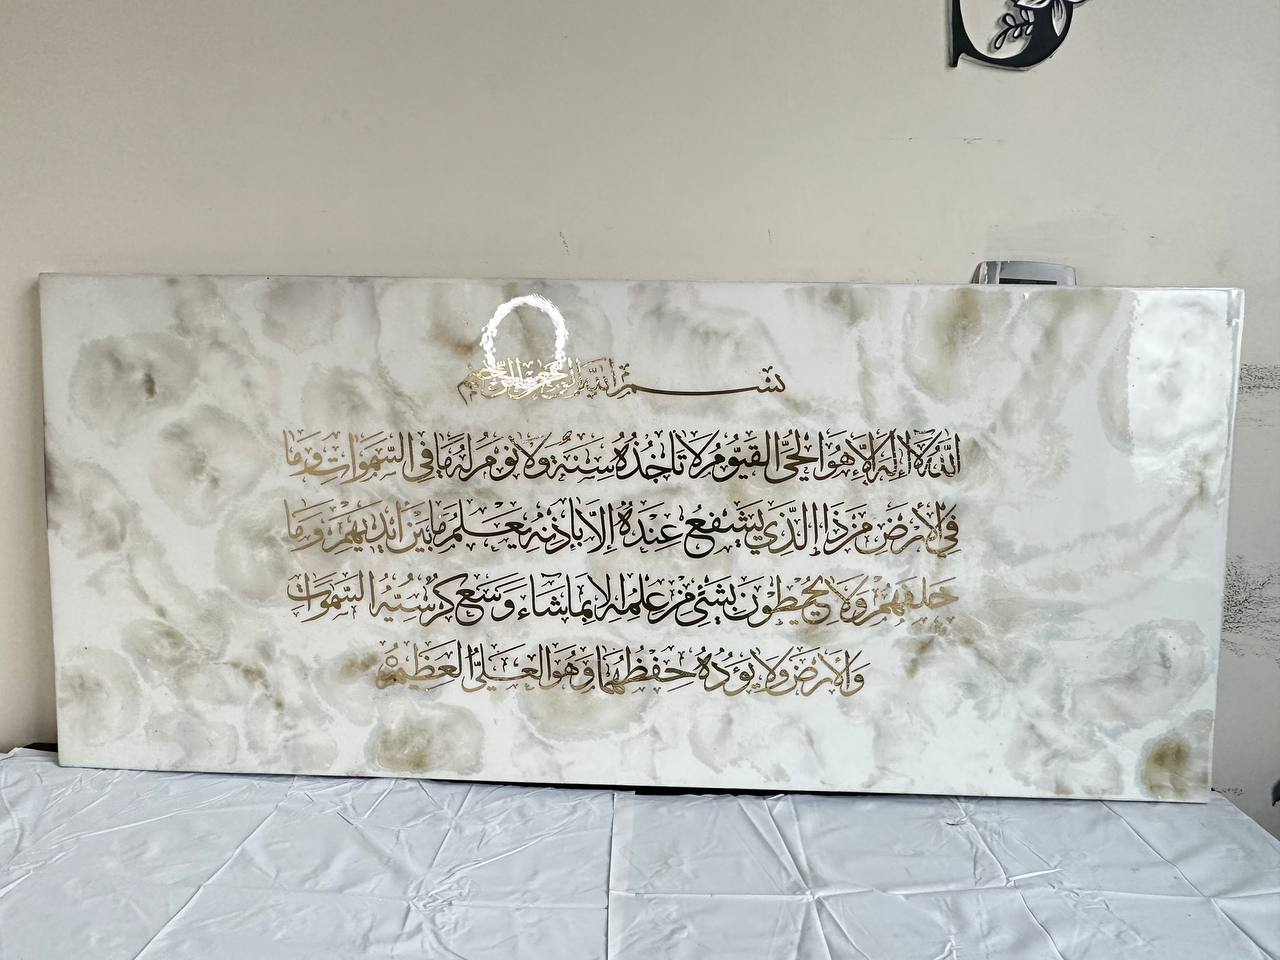 بسم الله الرحمن الرحيم
الله لا إله إلا هو الحي القيوم لا تأخذه سنة ولا نوم له ما في السموات وما
في الأرض من ذا الذي يشفع عنده إلا بإذنه يعلم ما بين أيديهم وما
خلفهم ولا يحيطون بشيء من علمه إلا بما شاء وسع كرسيه السموات
والأرض ولا يؤده حفظهما وهو العلي العظيم